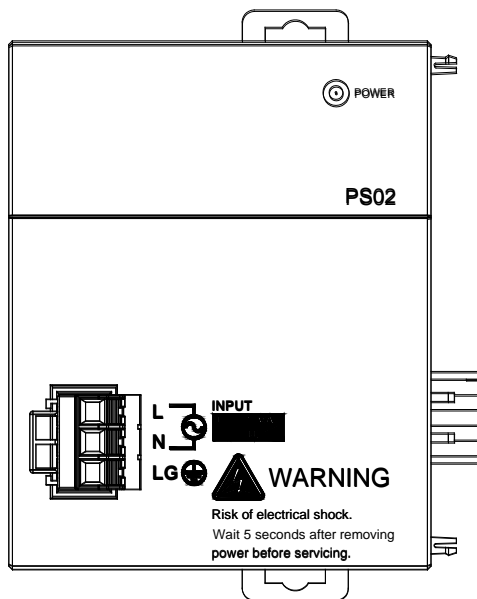 POWER
PS02
L
INPUT
N
LG
WARNING
Risk of electrical shock.
Wait 5 seconds after removing
power before servicing.